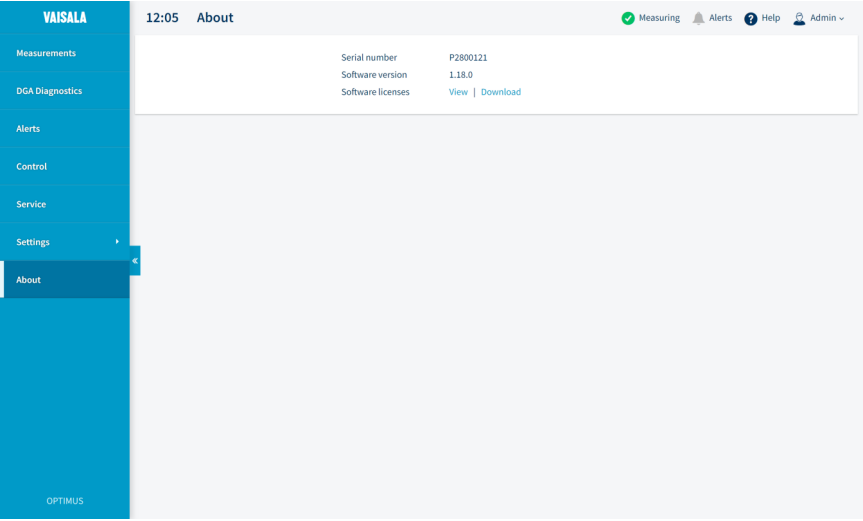 VAISALA
12:05 About
Measuring Alerts Help Admin
Measurements
DGA Diagnostics
Alerts
Control
Service
Settings
About
OPTIMUS
Serial number P2800121
Software version 1.18.0
Software licenses View | Download